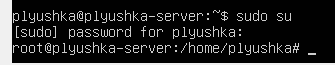 plyushka@plyushka-server:~$ sudo su
[sudo] password for plyushka:
root@plyushka-server:/home/plyushka# _